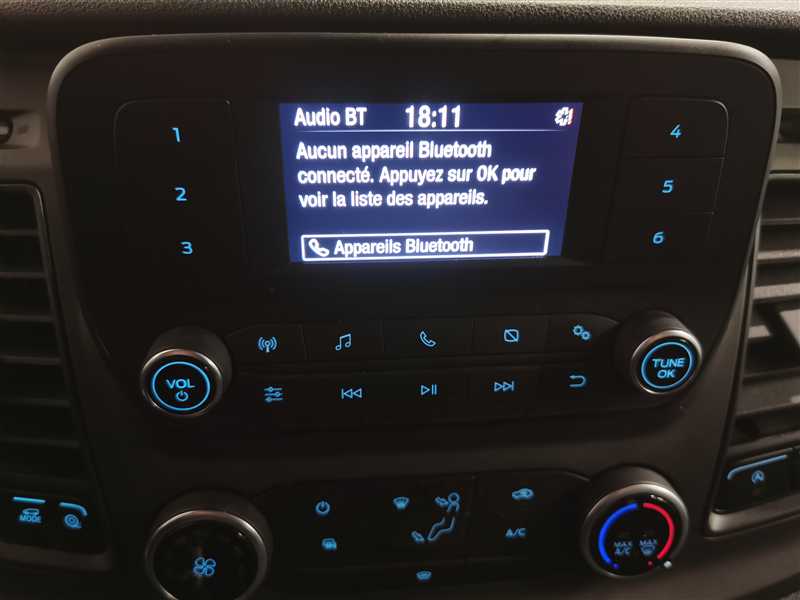 Audio BT 18:11
Aucun appareil Bluetooth
connecté. Appuyez sur OK pour
voir la liste des appareils.
Appareils Bluetooth
1
2
3
4
5
6
VOL
TUNE
OK
MODE
A/C
MAX
A/C
MAX